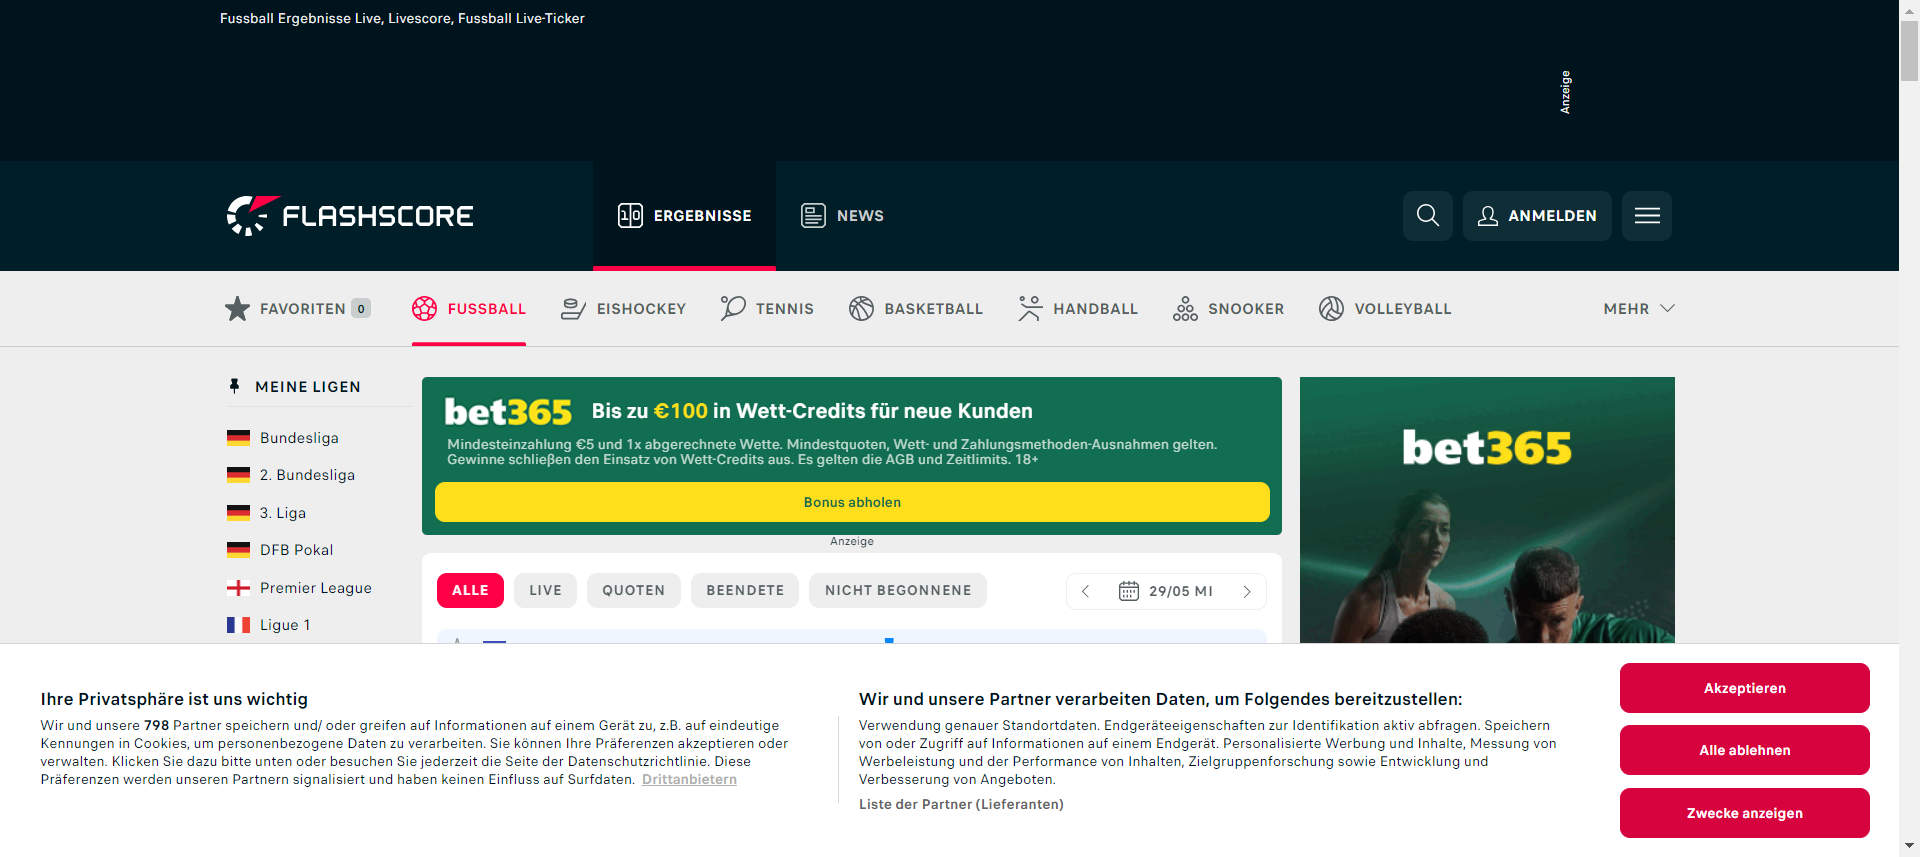 Fussball Ergebnisse Live, Livescore, Fussball Live-Ticker
Anzeige
FLASHSCORE
ERGEBNISSE
NEWS
ANMELDEN
FAVORITEN 0
FUSSBALL
EISHOCKEY
TENNIS
BASKETBALL
HANDBALL
SNOOKER
VOLLEYBALL
MEHR
MEINE LIGEN
Bundesliga
2. Bundesliga
3. Liga
DFB Pokal
Premier League
Ligue 1
bet365
Bis zu €100 in Wett-Credits für neue Kunden
Mindesteinzahlung €5 und 1x abgerechnete Wette. Mindestquoten, Wett- und Zahlungsmethoden-Ausnahmen gelten.
Gewinne schließen den Einsatz von Wett-Credits aus. Es gelten die AGB und Zeitlimits. 18+
Bonus abholen
Anzeige
ALLE
LIVE
QUOTEN
BEENDETE
NICHT BEGONNENE
29/05 MI
bet365
Ihre Privatsphäre ist uns wichtig
Wir und unsere 798 Partner speichern und/ oder greifen auf Informationen auf einem Gerät zu, z.B. auf eindeutige
Kennungen in Cookies, um personenbezogene Daten zu verarbeiten. Sie können Ihre Präferenzen akzeptieren oder
verwalten. Klicken Sie dazu bitte unten oder besuchen Sie jederzeit die Seite der Datenschutzrichtlinie. Diese
Präferenzen werden unseren Partnern signalisiert und haben keinen Einfluss auf Surfdaten. Drittanbietern
Wir und unsere Partner verarbeiten Daten, um Folgendes bereitzustellen:
Verwendung genauer Standortdaten. Endgeräteeigenschaften zur Identifikation aktiv abfragen. Speichern
von oder Zugriff auf Informationen auf einem Endgerät. Personalisierte Werbung und Inhalte, Messung von
Werbeleistung und der Performance von Inhalten, Zielgruppenforschung sowie Entwicklung und
Verbesserung von Angeboten.
Liste der Partner (Lieferanten)
Akzeptieren
Alle ablehnen
Zwecke anzeigen